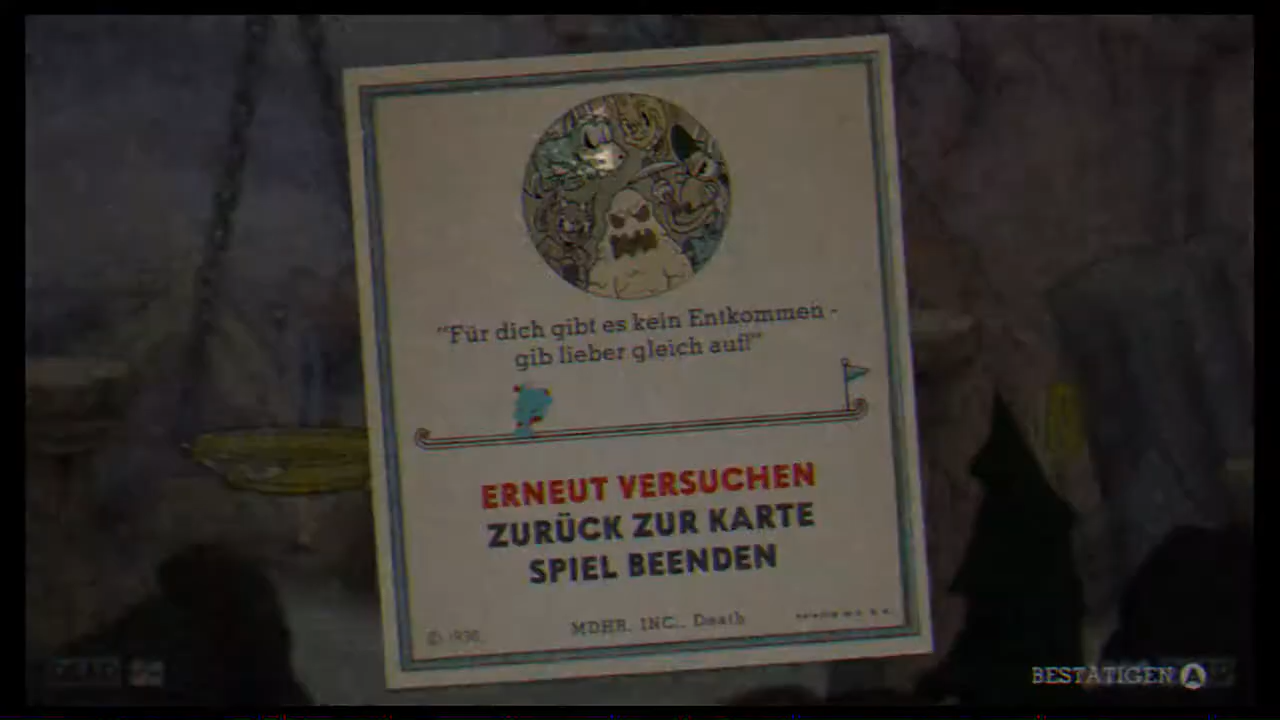 "Für dich gibt es kein Entkommen -
gib lieber gleich auf!"
ERNEUT VERSUCHEN
ZURÜCK ZUR KARTE
SPIEL BEENDEN
© 1930, MDHR, INC., Death
BESTÄTIGEN A